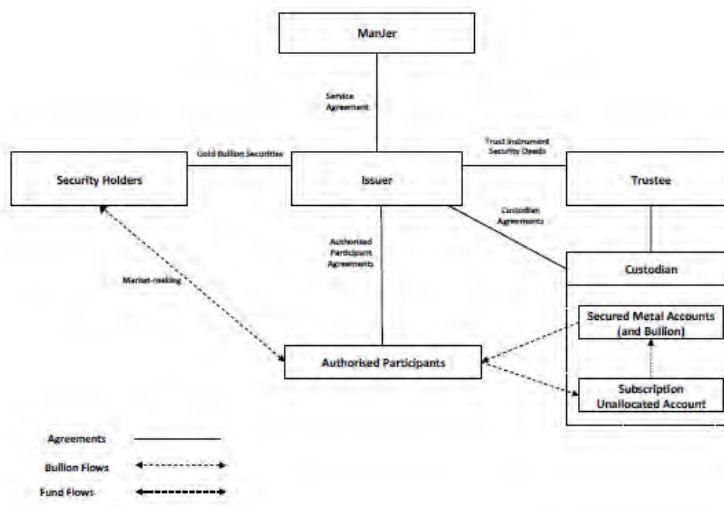 ManJer
Service
Agreement
Gold Bullion Securities
Trust Instrument
Security Deeds
Security Holders
Issuer
Trustee
Custodian
Agreements
Authorised
Participant
Agreements
Custodian
Market-making
Secured Metal Accounts
(and Bullion)
Authorised Participants
Subscription
Unallocated Account
Agreements
Bullion Flows
Fund Flows